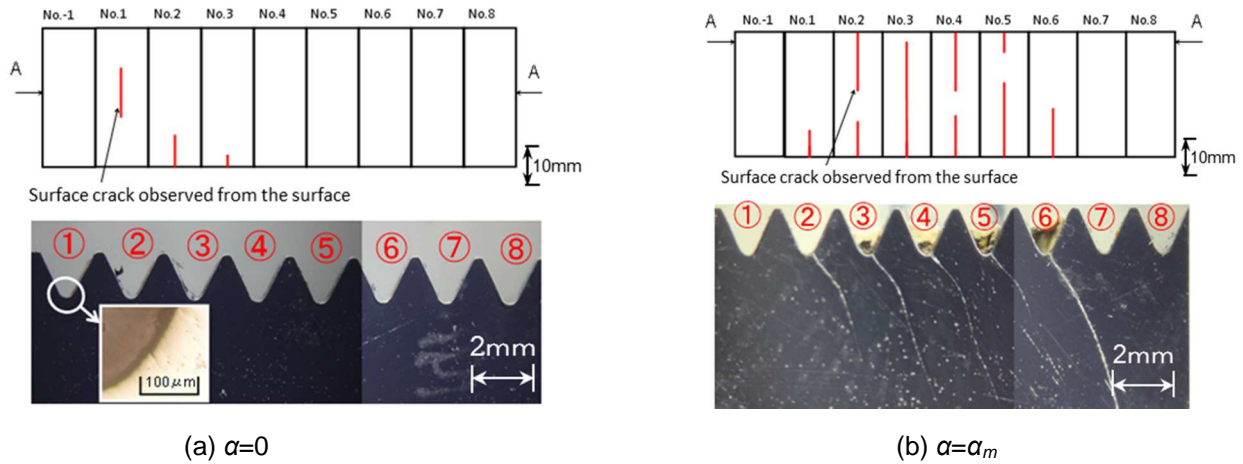 No.-1 No.1 No.2 No.3 No.4 No.5 No.6 No.7 No.8
A A
10mm
Surface crack observed from the surface
① ② ③ ④ ⑤ ⑥ ⑦ ⑧
2mm
100μm
(a) α=0
No.-1 No.1 No.2 No.3 No.4 No.5 No.6 No.7 No.8
A A
10mm
Surface crack observed from the surface
① ② ③ ④ ⑤ ⑥ ⑦ ⑧
2mm
(b) α=αm